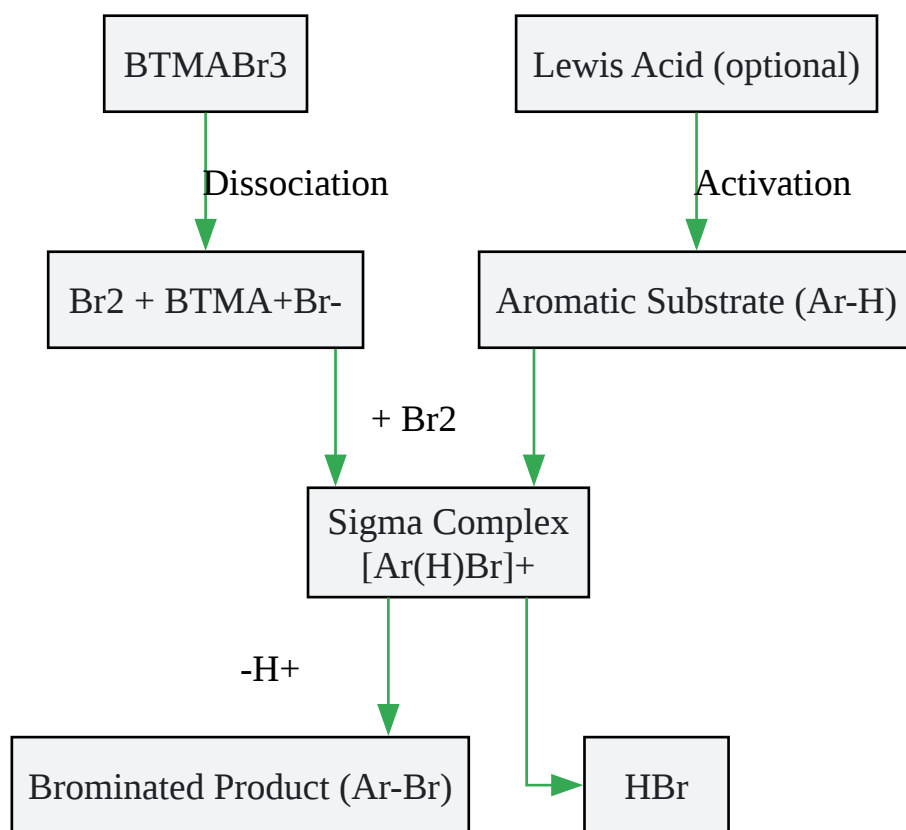 BTMABr3
Lewis Acid (optional)
Dissociation
Activation
Br2 + BTMA+Br-
Aromatic Substrate (Ar-H)
+ Br2
Sigma Complex
[Ar(H)Br]+
-H+
Brominated Product (Ar-Br)
HBr